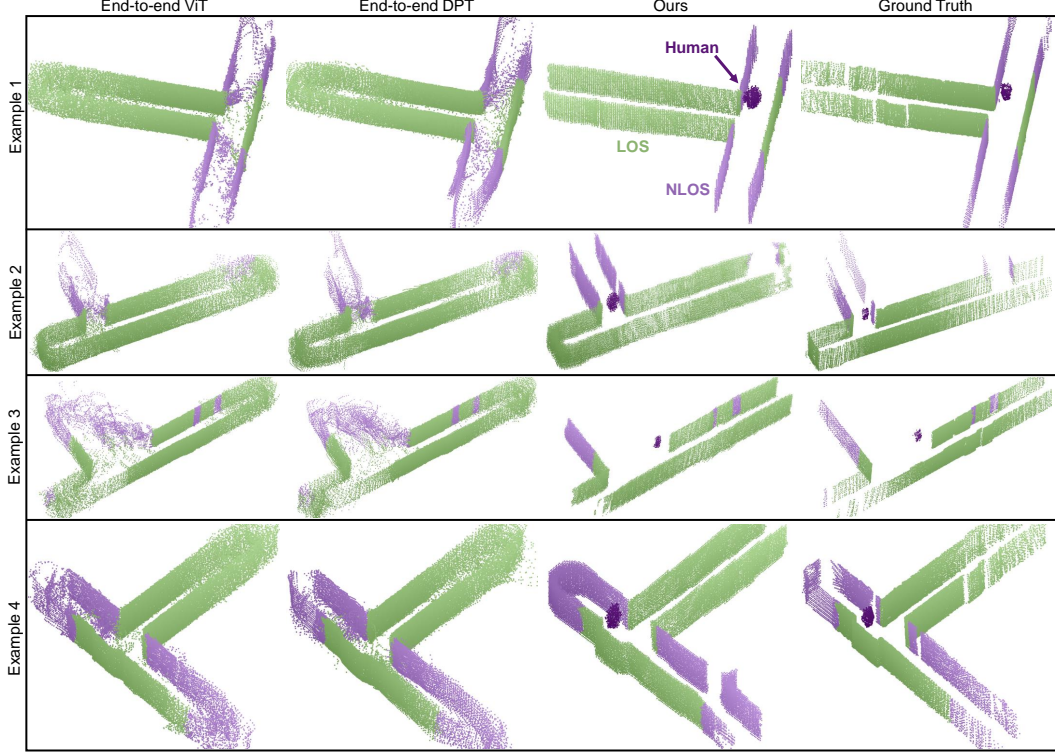 End-to-end ViT
End-to-end DPT
Ours
Ground Truth
Example 1
Human
LOS
NLOS
Example 2
Example 3
Example 4